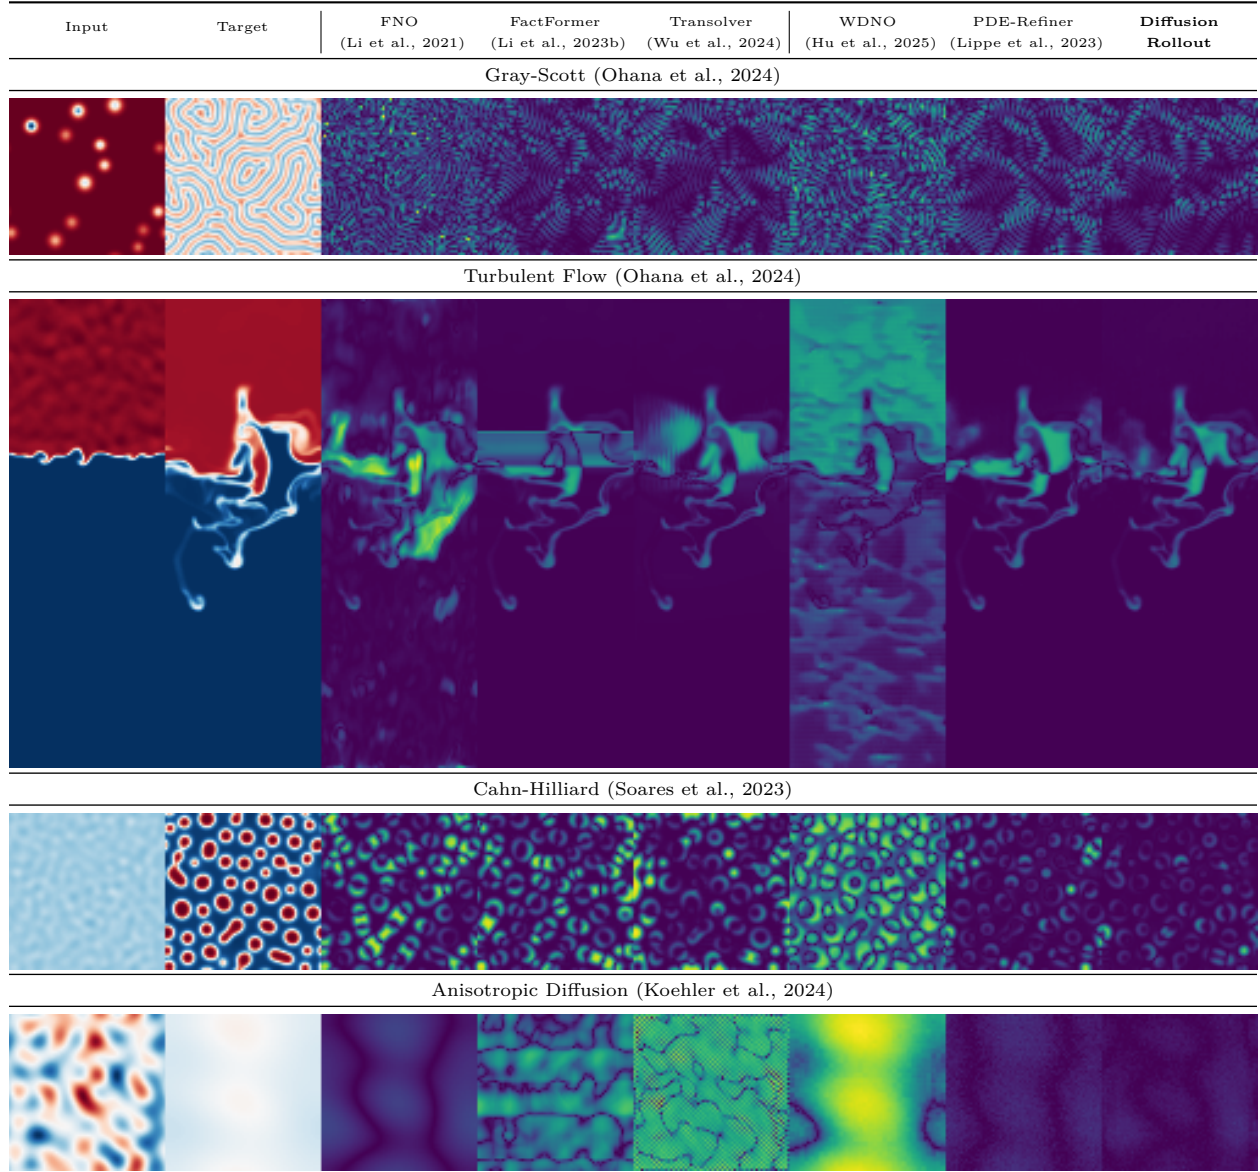 Input
Target
FNO
(Li et al., 2021)
FactFormer
(Li et al., 2023b)
Transolver
(Wu et al., 2024)
WDNO
(Hu et al., 2025)
PDE-Refiner
(Lippe et al., 2023)
Diffusion
Rollout
Gray-Scott (Ohana et al., 2024)
Turbulent Flow (Ohana et al., 2024)
Cahn-Hilliard (Soares et al., 2023)
Anisotropic Diffusion (Koehler et al., 2024)